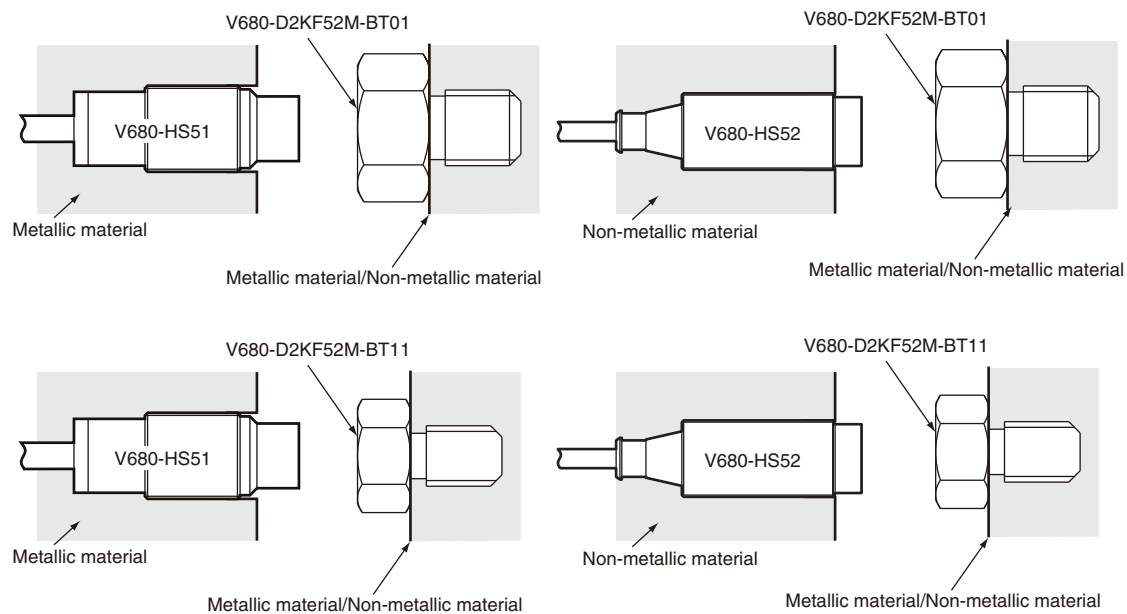 V680-D2KF52M-BT01
V680-HS51
Metallic material
Metallic material/Non-metallic material
V680-D2KF52M-BT01
V680-HS52
Non-metallic material
Metallic material/Non-metallic material
V680-D2KF52M-BT11
V680-HS51
Metallic material
Metallic material/Non-metallic material
V680-D2KF52M-BT11
V680-HS52
Non-metallic material
Metallic material/Non-metallic material